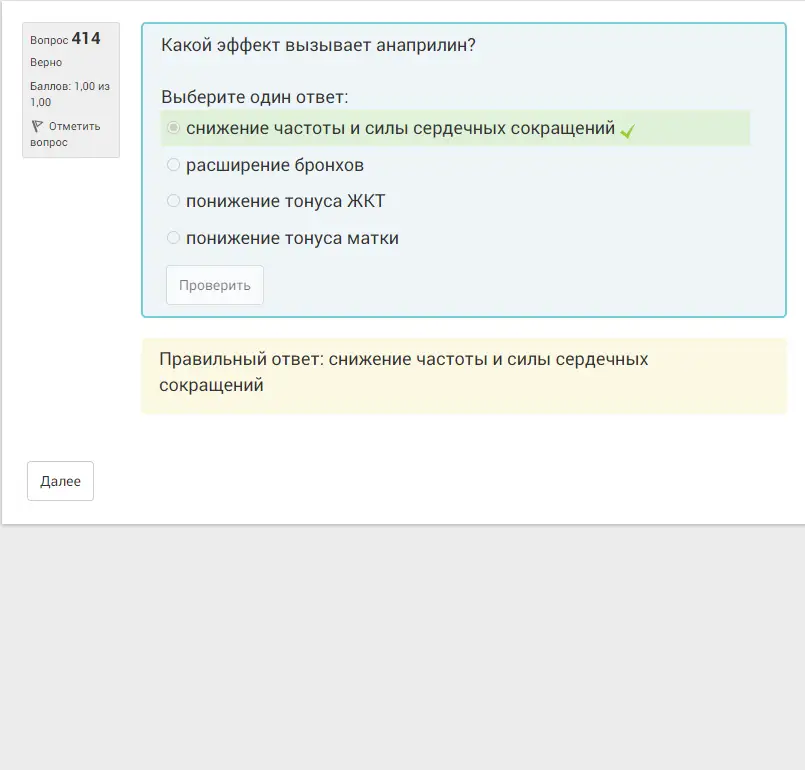 Вопрос 414
Верно
Баллов: 1,00 из
1,00
Отметить
вопрос
Какой эффект вызывает анаприлин?
Выберите один ответ:
снижение частоты и силы сердечных сокращений
расширение бронхов
понижение тонуса ЖКТ
понижение тонуса матки
Проверить
Правильный ответ: снижение частоты и силы сердечных
сокращений
Далее